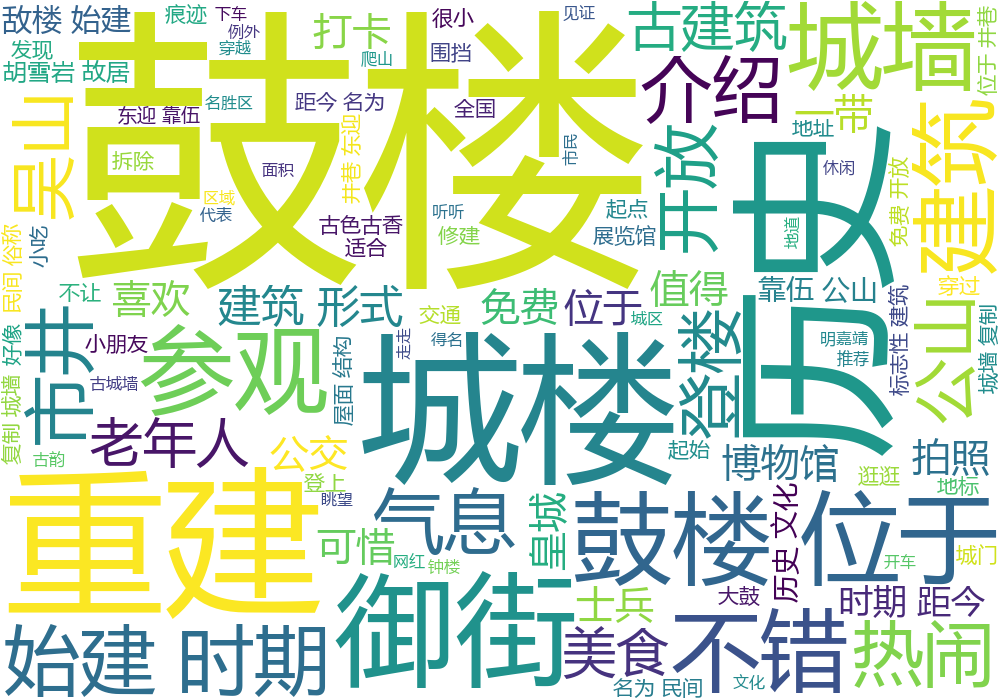 敌楼 始建
痕迹
下车
例外
打卡
很小
见证
古建筑
城墙
位于 井巷
发现
穿越
爬山
围挡
胡雪岩 故居
鼓楼
介绍
一带
名胜区
距今 名为
全国
东迎 靠伍
井巷 东迎
地址
建筑
吴山
拆除
面积
市民
开放
历史
休闲
免费 开放
区域
代表
古色古香
听听
起点
地道
适合
修建
展览馆
民间 俗称
小吃
不让
喜欢
建筑 形式
交通
免费
位于
值得
城区
靠伍 公山
穿过
市井
好像
小朋友
参观
屋面 结构
走走
得名
城楼
登楼
明嘉靖
推荐
标志性 建筑
公山
城墙 复制
古城墙
复制 城墙
老年人
公交
古韵
登上
眺望
起始
博物馆
拍照
逛逛
地标
重建
气息
皇城
鼓楼 位于
历史 文化
可惜
网红
钟楼
开车
城门
御街
士兵
大鼓
时期 距今
始建 时期
美食
不错
热闹
名为 民间
文化